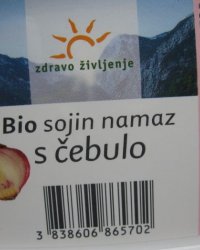 zdravo življenje
Bio sojin namaz
s čebulo
3 838606 865702